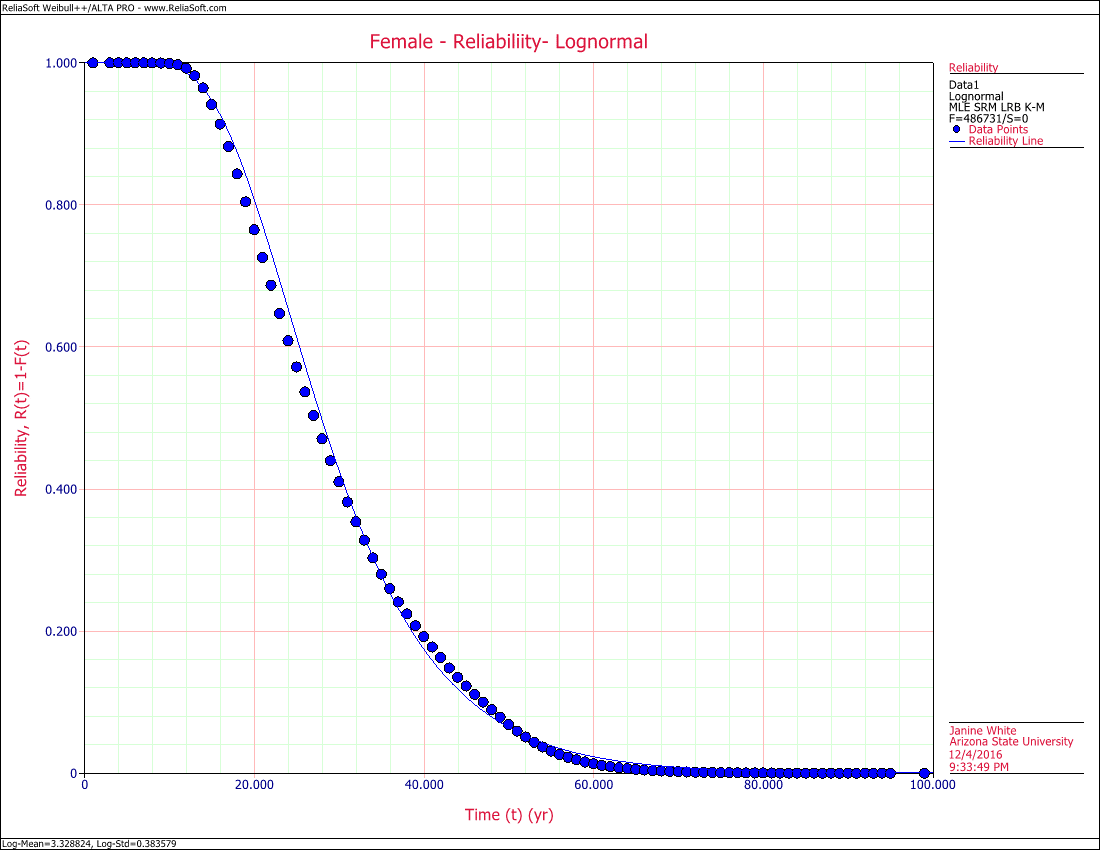 ReliaSoft Weibull++/ALTA PRO - www.ReliaSoft.com
Female - Reliabiliity- Lognormal
Reliability
Data1
Lognormal
MLE SRM LRB K-M
F=486731/S=0
Data Points
Reliability Line
Reliability, R(t)=1-F(t)
1.000
0.800
0.600
0.400
0.200
0
0
20.000
40.000
60.000
80.000
100.000
Time (t) (yr)
Janine White
Arizona State University
12/4/2016
9:33:49 PM
Log-Mean=3.328824, Log-Std=0.383579